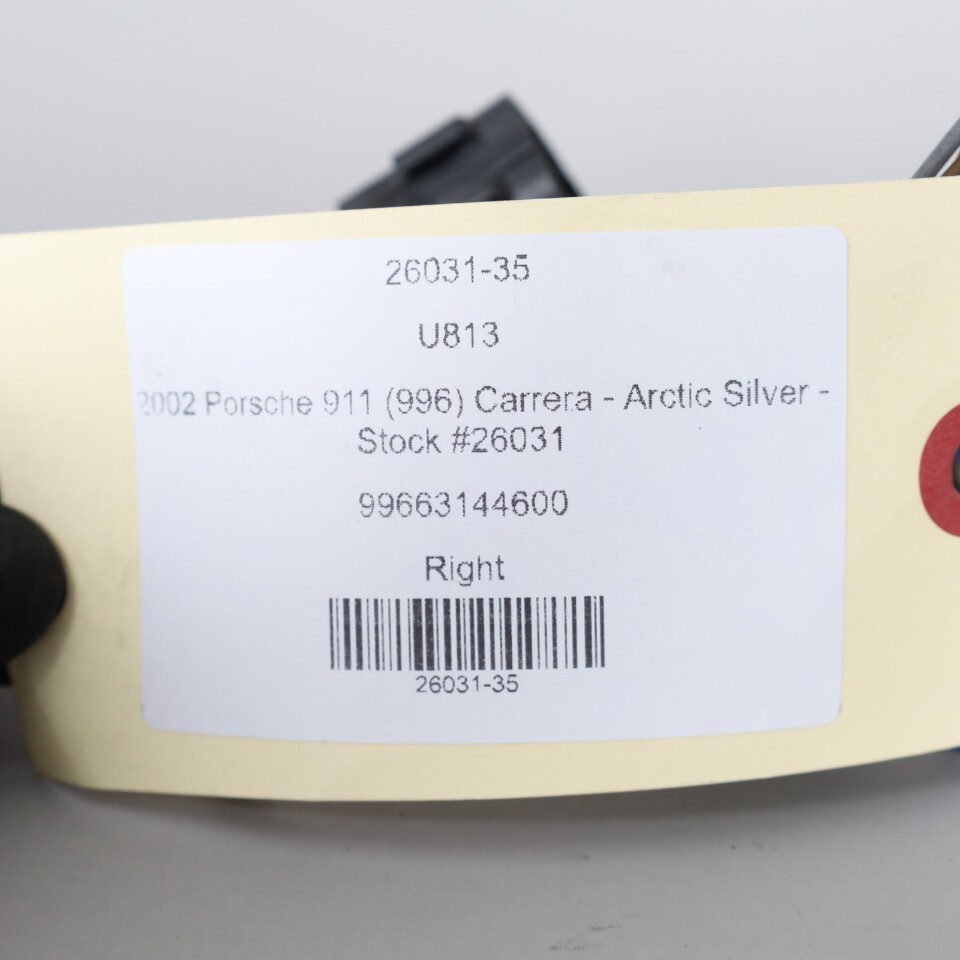 26031-35
U813
2002 Porsche 911 (996) Carrera - Arctic Silver -
Stock #26031
99663144600
Right
26031-35